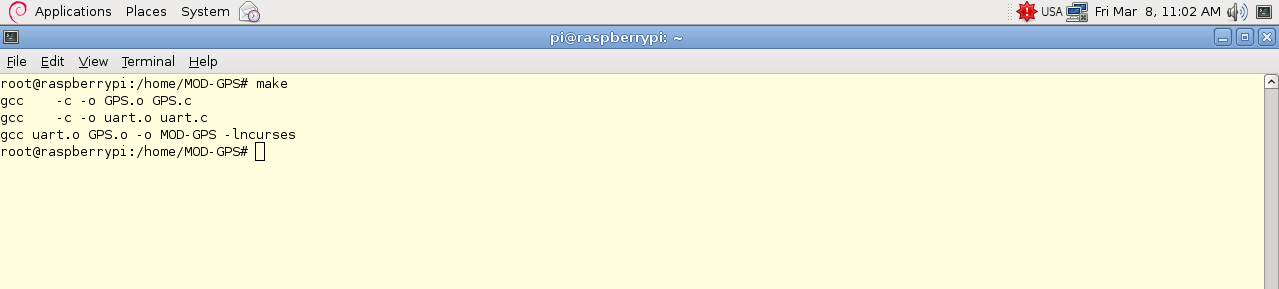 Applications Places System USA Fri Mar 8, 11:02 AM
pi@raspberrypi: ~
File Edit View Terminal Help
root@raspberrypi:/home/MOD-GPS# make
gcc    -c -o GPS.o GPS.c
gcc    -c -o uart.o uart.c
gcc uart.o GPS.o -o MOD-GPS -lncurses
root@raspberrypi:/home/MOD-GPS#